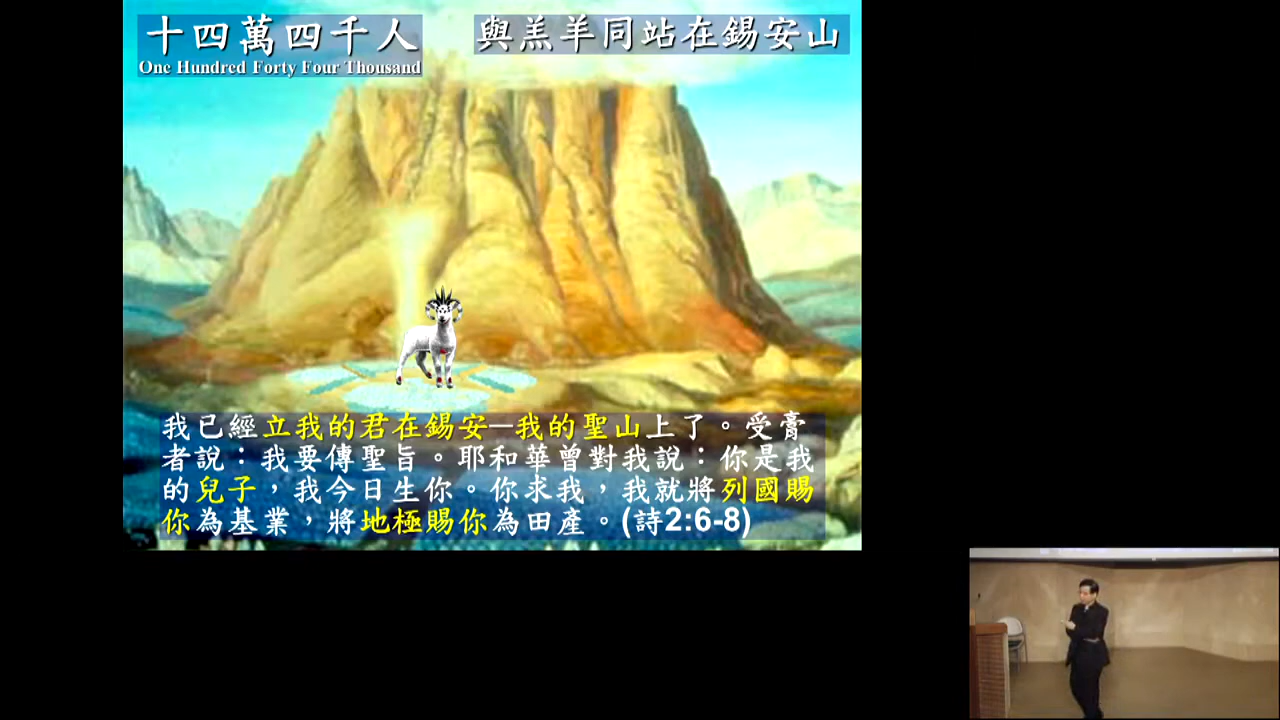 十四萬四千人
One Hundred Forty Four Thousand
與羔羊同站在錫安山
我已經立我的君在錫安─我的聖山上了。受膏
者說：我要傳聖旨。耶和華曾對我說：你是我
的兒子，我今日生你。你求我，我就將列國賜
你為基業，將地極賜你為田產。(詩2:6-8)